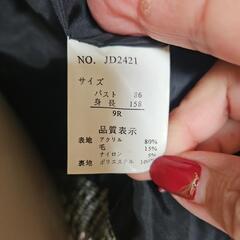 NO. JD2421
サイズ
バスト 86
身長 158
9R
品質表示
表地 アクリル 80%
毛 15%
ナイロン 5%
裏地 ポリエステル 100%